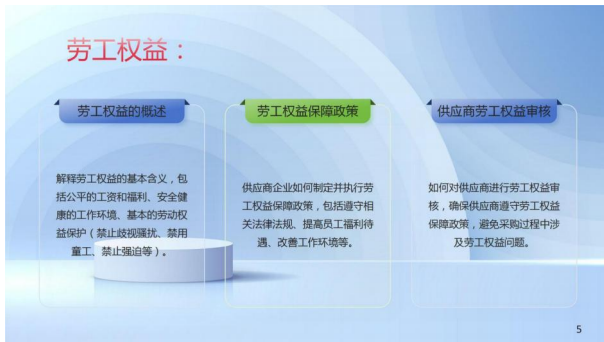 劳工权益：
劳工权益的概述
解释劳工权益的基本含义，包
括公平的工资和福利、安全健
康的工作环境、基本的劳动权
益保护（禁止歧视骚扰、禁用
童工、禁止强迫等）。
劳工权益保障政策
供应商企业如何制定并执行劳
工权益保障政策，包括遵守相
关法律法规、提高员工福利待
遇、改善工作环境等。
供应商劳工权益审核
如何对供应商进行劳工权益审
核，确保供应商遵守劳工权益
保障政策，避免采购过程中涉
及劳工权益问题。
5